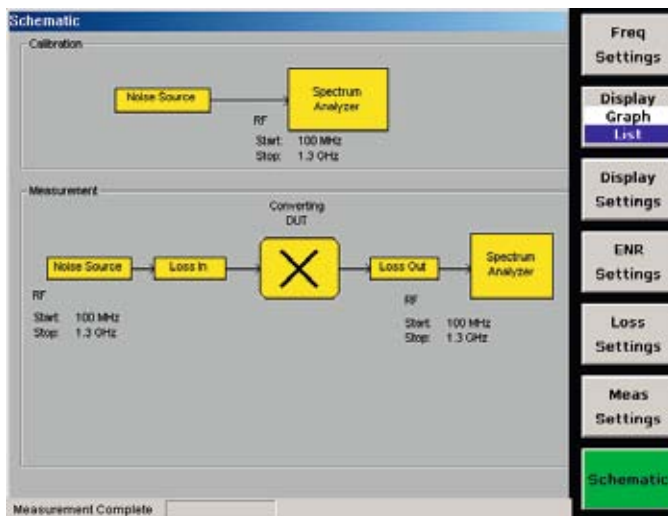 Schematic
Calibration
Noise Source
Spectrum
Analyzer
RF
Start: 100 MHz
Stop: 1.3 GHz
Measurement
Converting
DUT
Noise Source
Loss In
Loss Out
Spectrum
Analyzer
RF
Start: 100 MHz
Stop: 1.3 GHz
RF
Start: 100 MHz
Stop: 1.3 GHz
Measurement Complete
Freq
Settings
Display
Graph
List
Display
Settings
ENR
Settings
Loss
Settings
Meas
Settings
Schematic